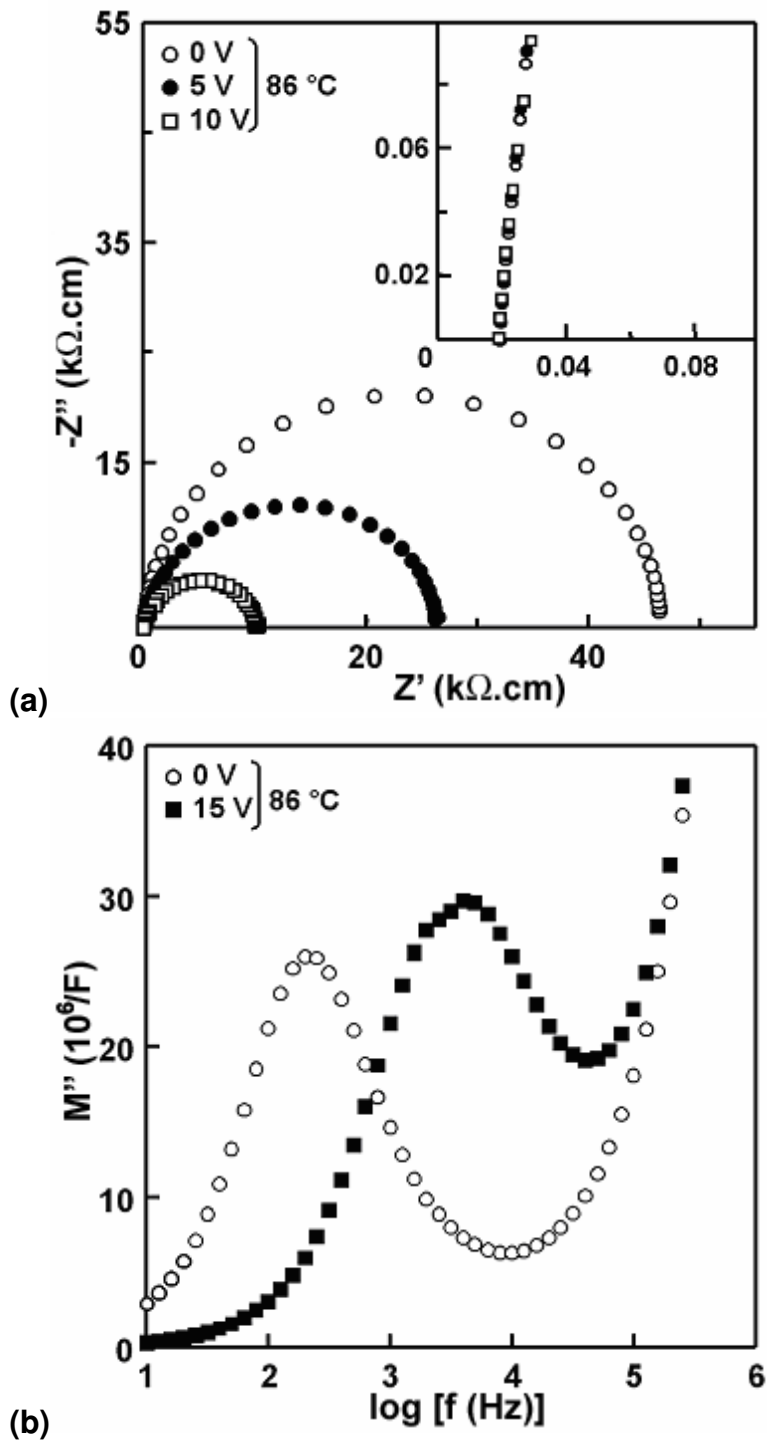 55
0 V
5 V
10 V
86 °C
0.06
0.02
0
0.04
0.08
35
15
-Z” (kΩ.cm)
0
20
40
Z’ (kΩ.cm)
(a)
40
0 V
15 V
86 °C
30
20
10
0
M” (10⁶/F)
1
2
3
4
5
6
log [f (Hz)]
(b)